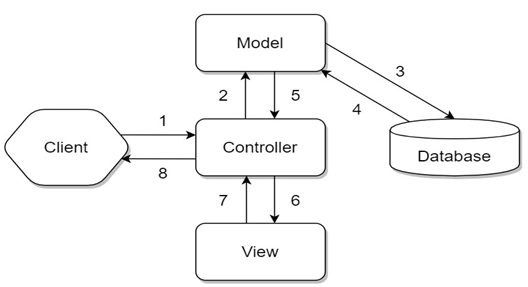 Model
3
2
5
4
1
Client
Controller
Database
8
7
6
View